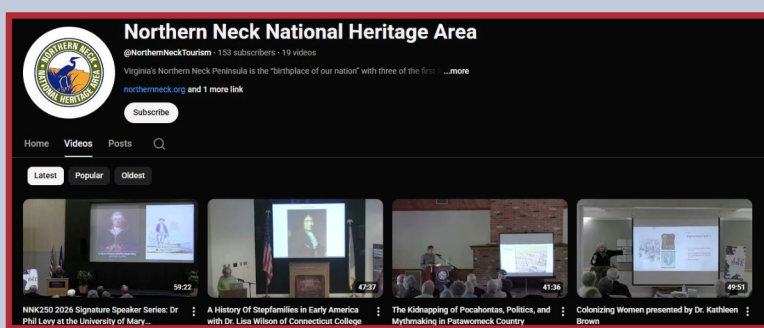 Northern Neck National Heritage Area
NORTHERN NECK
NATIONAL HERITAGE AREA
@NorthernNeckTourism · 153 subscribers · 19 videos
Virginia's Northern Neck Peninsula is the "birthplace of our nation" with three of the first ...more
northernneck.org and 1 more link
Subscribe
Home Videos Posts
Latest Popular Oldest
59:22 47:37 41:36 49:51
NNK250 2026 Signature Speaker Series: Dr
Phil Levy at the University of Mary...
A History Of Stepfamilies in Early America
with Dr. Lisa Wilson of Connecticut College
The Kidnapping of Pocahontas, Politics, and
Mythmaking in Patawomeck Country
Colonizing Women presented by Dr. Kathleen
Brown